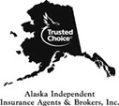 Trusted
Choice®
Alaska Independent
Insurance Agents & Brokers, Inc.